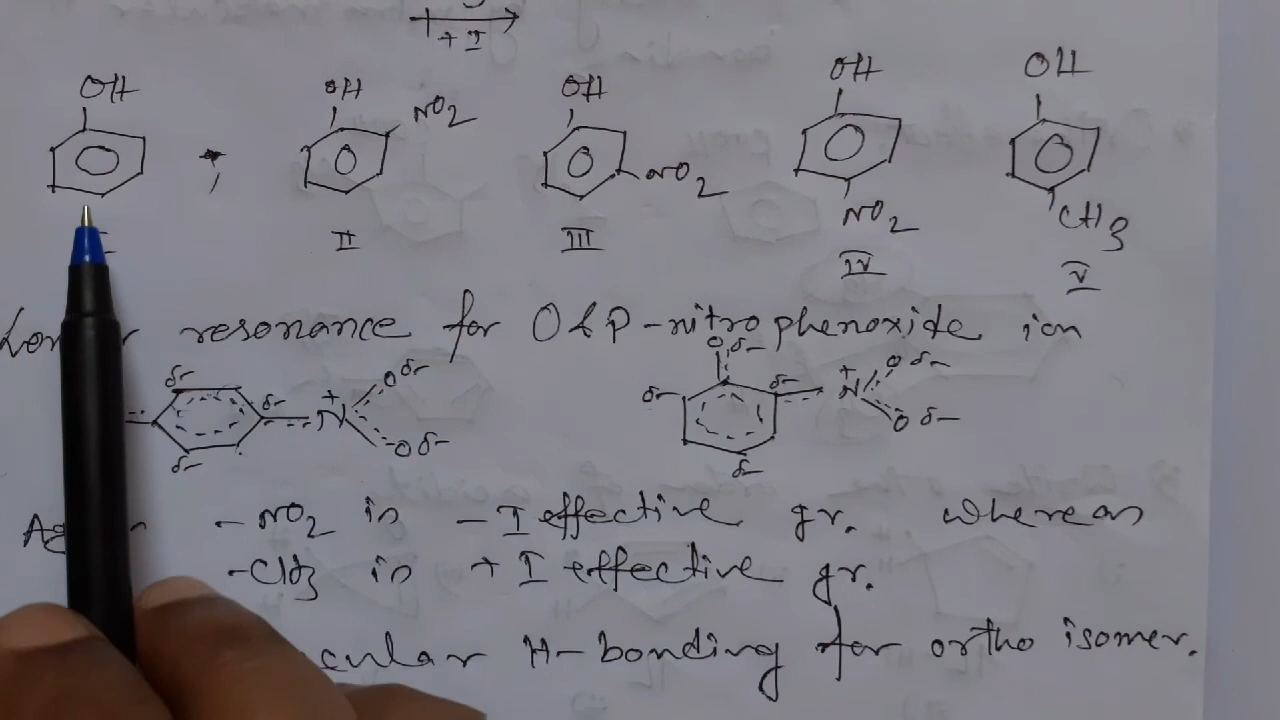 + I
OH OH NO2 OH NO2 OH NO2 OH CH3
, II III IV V
resonance for O & P-nitrophenoxide ion
δ- δ- δ- δ- + N O δ- O δ-
O δ- δ- δ- δ- + N O δ- O δ-
-NO2 is - I effective gr. whereas
-CH3 is + I effective gr.
H-bonding for ortho isomer.